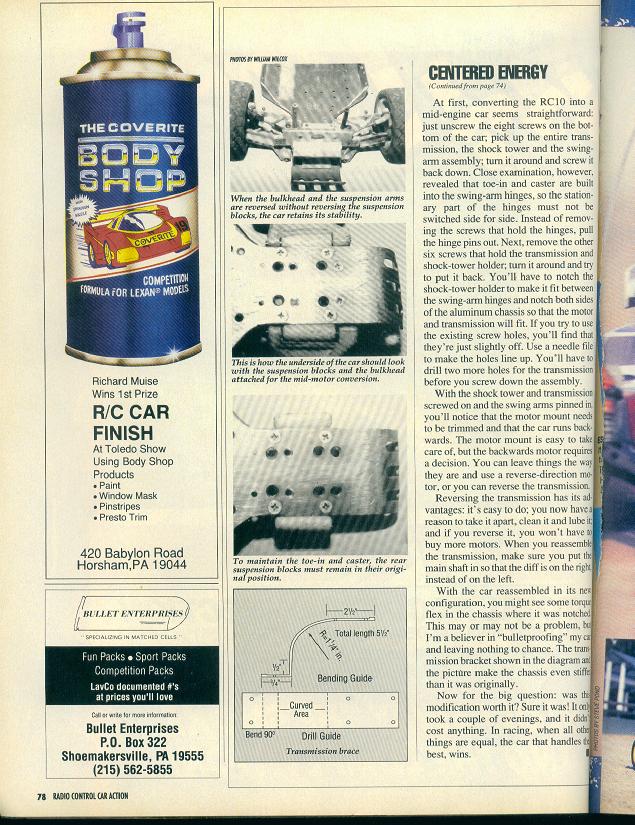 THE COVERITE
BODY
SHOP
COVERITE
COMPETITION
FORMULA FOR LEXAN® MODELS
Richard Muise
Wins 1st Prize
R/C CAR
FINISH
At Toledo Show
Using Body Shop
Products
• Paint
• Window Mask
• Pinstripes
• Presto Trim
420 Babylon Road
Horsham, PA 19044
BULLET ENTERPRISES
"SPECIALIZING IN MATCHED CELLS"
Fun Packs • Sport Packs
Competition Packs
LavCo documented #'s
at prices you'll love
Call or write for more information:
Bullet Enterprises
P.O. Box 322
Shoemakersville, PA 19555
(215) 562-5855
PHOTOS BY WILLIAM WILCOX
When the bulkhead and the suspension arms
are reversed without reversing the suspension
blocks, the car retains its stability.
This is how the underside of the car should look
with the suspension blocks and the bulkhead
attached for the mid-motor conversion.
To maintain the toe-in and caster, the rear
suspension blocks must remain in their origi-
nal position.
2½"
Total length 5½"
R=1¼" in.
½"
¾"
Bending Guide
Curved
Area
Bend 90°
Drill Guide
Transmission brace
CENTERED ENERGY
(Continued from page 74)
At first, converting the RC10 into a
mid-engine car seems straightforward:
just unscrew the eight screws on the bot-
tom of the car; pick up the entire trans-
mission, the shock tower and the swing-
arm assembly; turn it around and screw it
back down. Close examination, however,
revealed that toe-in and caster are built
into the swing-arm hinges, so the station-
ary part of the hinges must not be
switched side for side. Instead of remov-
ing the screws that hold the hinges, pull
the hinge pins out. Next, remove the other
six screws that hold the transmission and
shock-tower holder; turn it around and try
to put it back. You'll have to notch the
shock-tower holder to make it fit between
the swing-arm hinges and notch both sides
of the aluminum chassis so that the motor
and transmission will fit. If you try to use
the existing screw holes, you'll find that
they're just slightly off. Use a needle file
to make the holes line up. You'll have to
drill two more holes for the transmission
before you screw down the assembly.
With the shock tower and transmission
screwed on and the swing arms pinned in,
you'll notice that the motor mount needs
to be trimmed and that the car runs back-
wards. The motor mount is easy to take
care of, but the backwards motor requires
a decision. You can leave things the way
they are and use a reverse-direction mo-
tor, or you can reverse the transmission.
Reversing the transmission has its ad-
vantages: it's easy to do; you now have a
reason to take it apart, clean it and lube it;
and if you reverse it, you won't have to
buy more motors. When you reassemble
the transmission, make sure you put the
main shaft in so that the diff is on the right
instead of on the left.
With the car reassembled in its new
configuration, you might see some torque
flex in the chassis where it was notched.
This may or may not be a problem, but
I'm a believer in "bulletproofing" my car
and leaving nothing to chance. The trans-
mission bracket shown in the diagram and
the picture make the chassis even stiffer
than it was originally.
Now for the big question: was this
modification worth it? Sure it was! It only
took a couple of evenings, and it didn't
cost anything. In racing, when all other
things are equal, the car that handles the
best, wins.
PHOTOS BY STEVE POND
78 RADIO CONTROL CAR ACTION